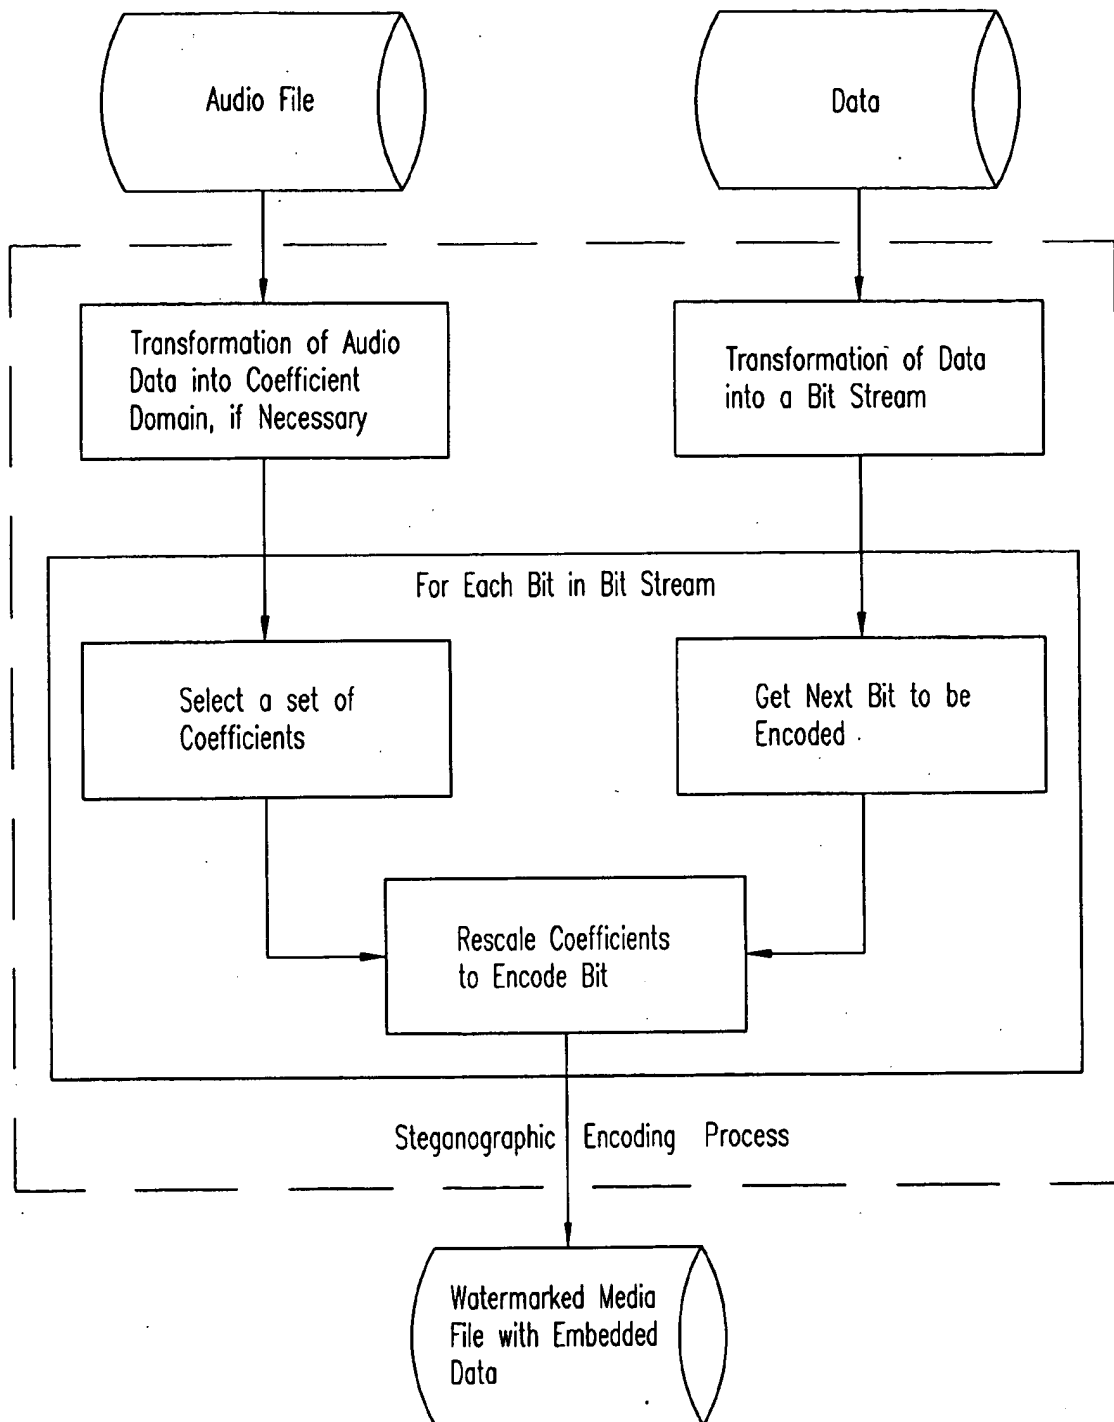 Audio File
Data
Transformation of Audio
Data into Coefficient
Domain, if Necessary
Transformation of Data
into a Bit Stream
For Each Bit in Bit Stream
Select a set of
Coefficients
Get Next Bit to be
Encoded
Rescale Coefficients
to Encode Bit
Steganographic Encoding Process
Watermarked Media
File with Embedded
Data